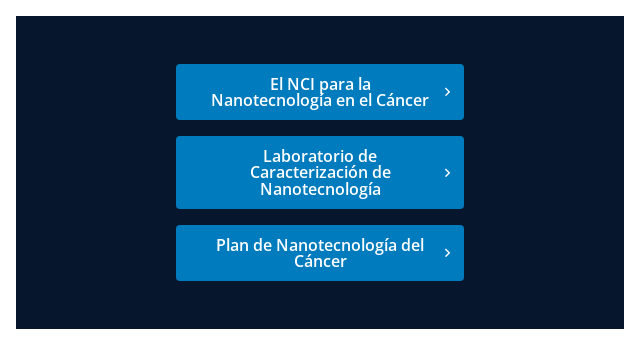 El NCI para la
Nanotecnología en el Cáncer
Laboratorio de
Caracterización de
Nanotecnología
Plan de Nanotecnología del
Cáncer